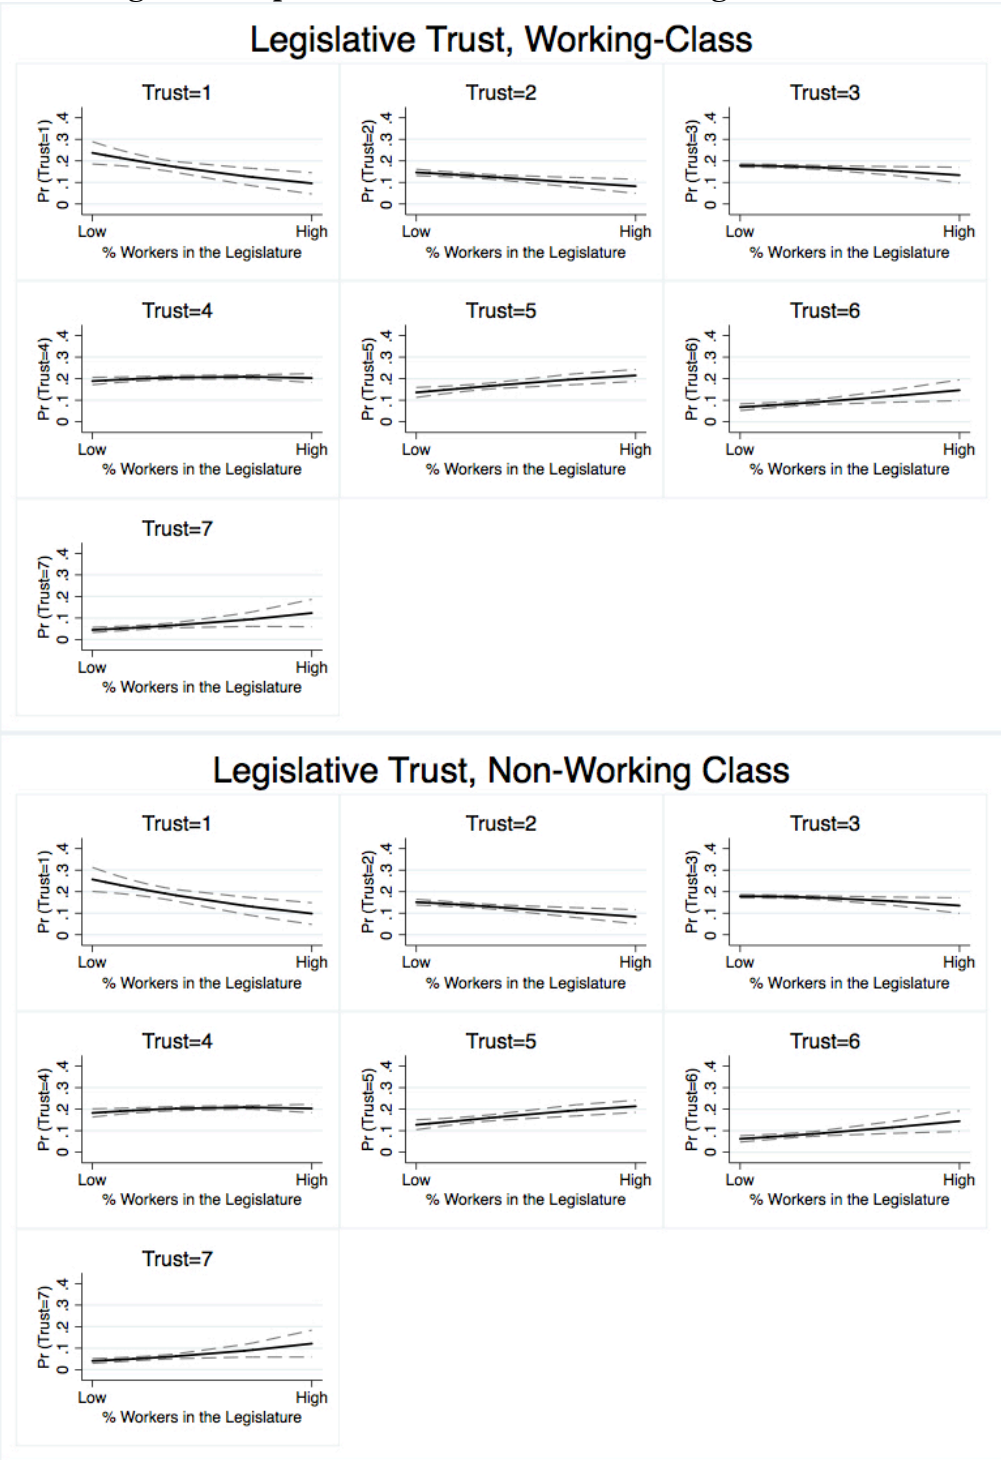 Legislative Trust, Working-Class
Trust=1
Pr (Trust=1)
0 .1 .2 .3 .4
Low High
% Workers in the Legislature
Trust=2
Pr (Trust=2)
0 .1 .2 .3 .4
Low High
% Workers in the Legislature
Trust=3
Pr (Trust=3)
0 .1 .2 .3 .4
Low High
% Workers in the Legislature
Trust=4
Pr (Trust=4)
0 .1 .2 .3 .4
Low High
% Workers in the Legislature
Trust=5
Pr (Trust=5)
0 .1 .2 .3 .4
Low High
% Workers in the Legislature
Trust=6
Pr (Trust=6)
0 .1 .2 .3 .4
Low High
% Workers in the Legislature
Trust=7
Pr (Trust=7)
0 .1 .2 .3 .4
Low High
% Workers in the Legislature
Legislative Trust, Non-Working Class
Trust=1
Pr (Trust=1)
0 .1 .2 .3 .4
Low High
% Workers in the Legislature
Trust=2
Pr (Trust=2)
0 .1 .2 .3 .4
Low High
% Workers in the Legislature
Trust=3
Pr (Trust=3)
0 .1 .2 .3 .4
Low High
% Workers in the Legislature
Trust=4
Pr (Trust=4)
0 .1 .2 .3 .4
Low High
% Workers in the Legislature
Trust=5
Pr (Trust=5)
0 .1 .2 .3 .4
Low High
% Workers in the Legislature
Trust=6
Pr (Trust=6)
0 .1 .2 .3 .4
Low High
% Workers in the Legislature
Trust=7
Pr (Trust=7)
0 .1 .2 .3 .4
Low High
% Workers in the Legislature